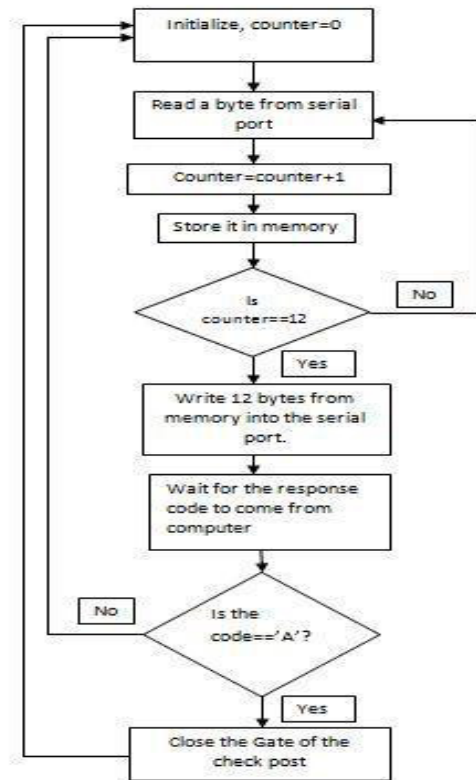 Initialize, counter=0
Read a byte from serial
port
Counter=counter+1
Store it in memory
Is
counter==12
No
Yes
Write 12 bytes from
memory into the serial
port.
Wait for the response
code to come from
computer
No
Is the
code=='A'?
Yes
Close the Gate of the
check post